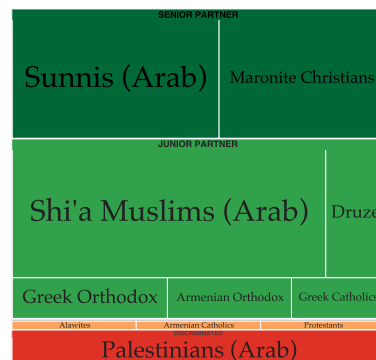 SENIOR PARTNER
Sunnis (Arab)
Maronite Christians
JUNIOR PARTNER
Shi'a Muslims (Arab)
Druze
Greek Orthodox
Armenian Orthodox
Greek Catholics
Alawites
Armenian Catholics
Protestants
DISCRIMINATED
Palestinians (Arab)